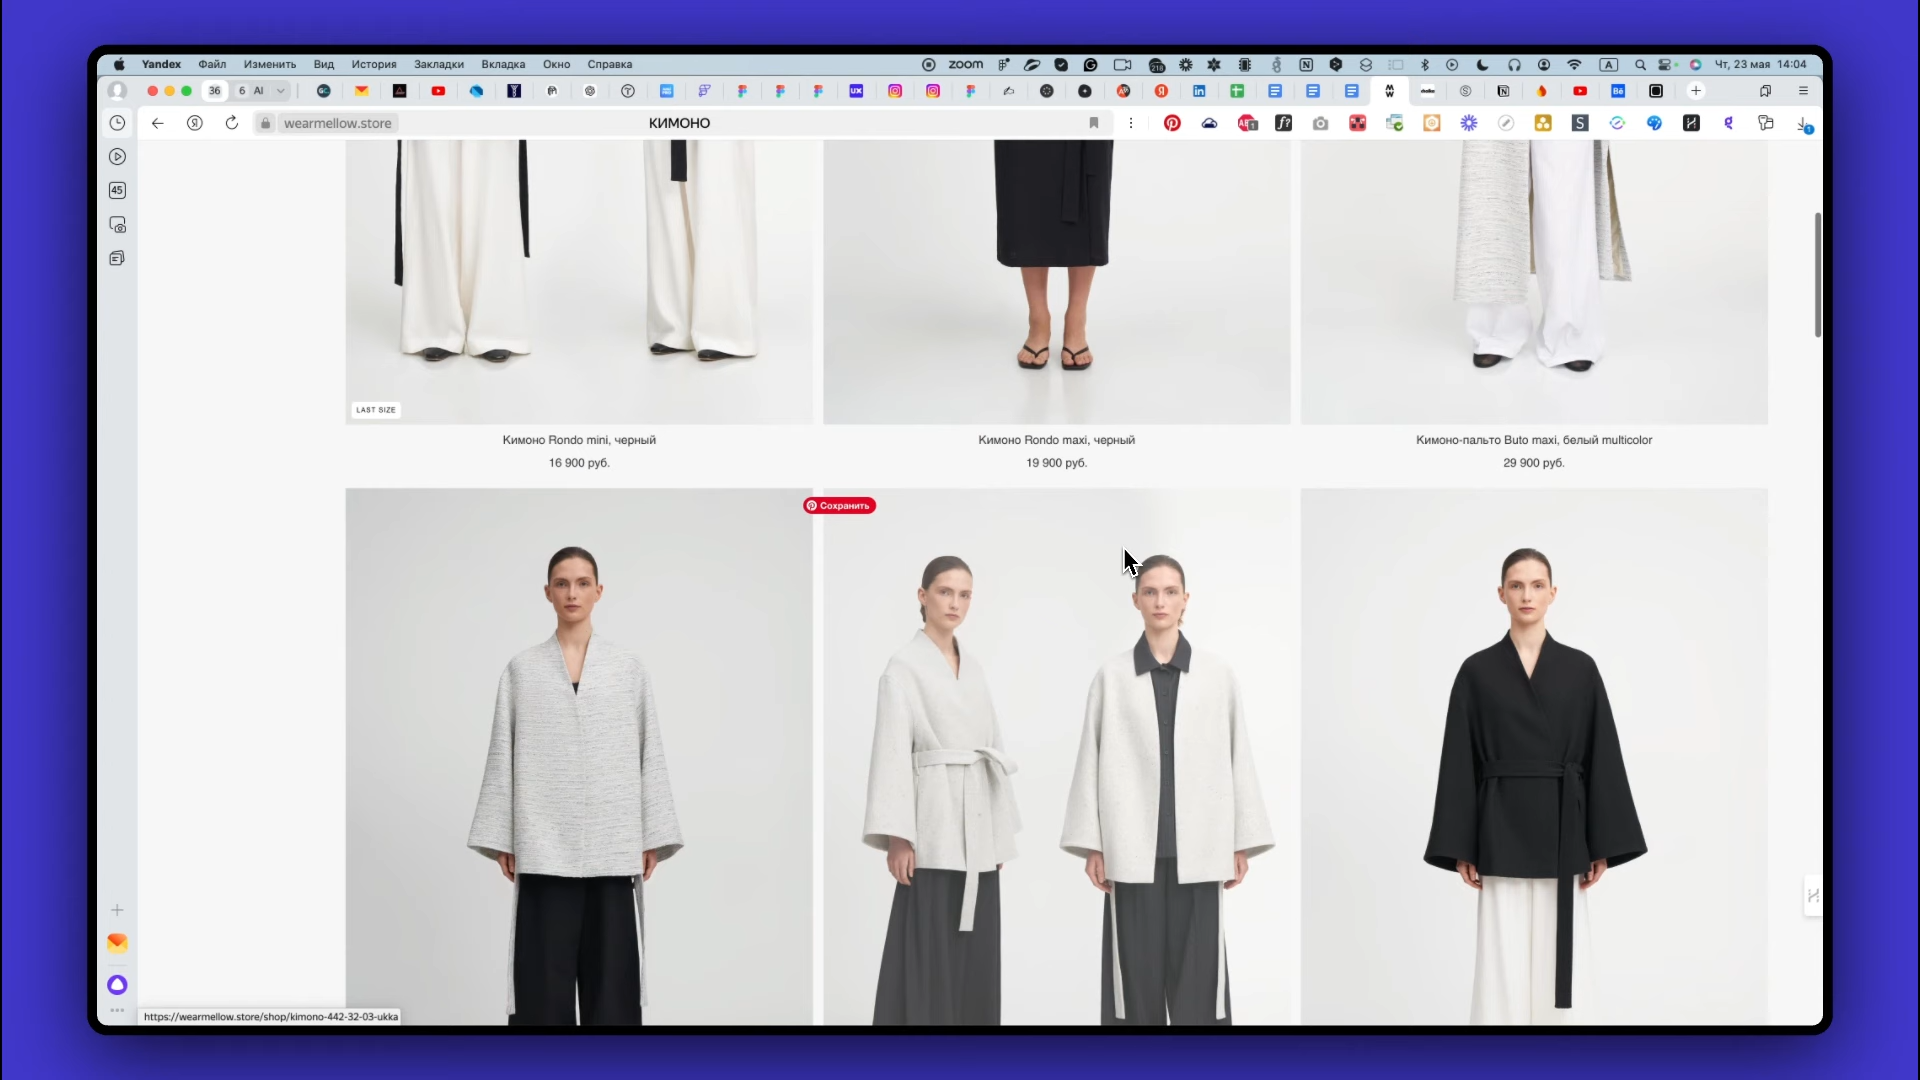 Yandex Файл Изменить Вид История Закладки Вкладка Окно Справка zoom Чт, 23 мая 14:04
36 6 AI
wearmellow.store КИМОНО
45
LAST SIZE
Кимоно Rondo mini, черный
16 900 руб.
Кимоно Rondo maxi, черный
19 900 руб.
Кимоно-пальто Buto maxi, белый multicolor
29 900 руб.
Сохранить
https://wearmellow.store/shop/kimono-442-32-03-ukka